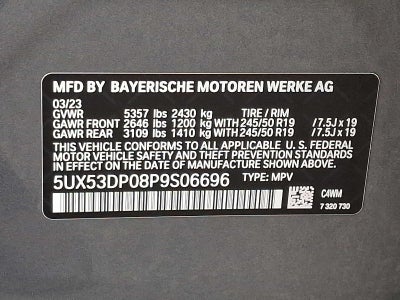 MFD BY BAYERISCHE MOTOREN WERKE AG
03/23
GVWR 5357 lbs 2430 kg TIRE / RIM
GAWR FRONT 2646 lbs 1200 kg WITH 245/50 R19 /7.5J x 19
GAWR REAR 3109 lbs 1410 kg WITH 245/50 R19 /7.5J x 19
THIS VEHICLE CONFORMS TO ALL APPLICABLE U. S. FEDERAL
MOTOR VEHICLE SAFETY AND THEFT PREVENTION STANDARDS
IN EFFECT ON THE DATE OF MANUFACTURE SHOWN ABOVE.
5UX53DP08P9S06696 TYPE: MPV
C4WM
7 320 730